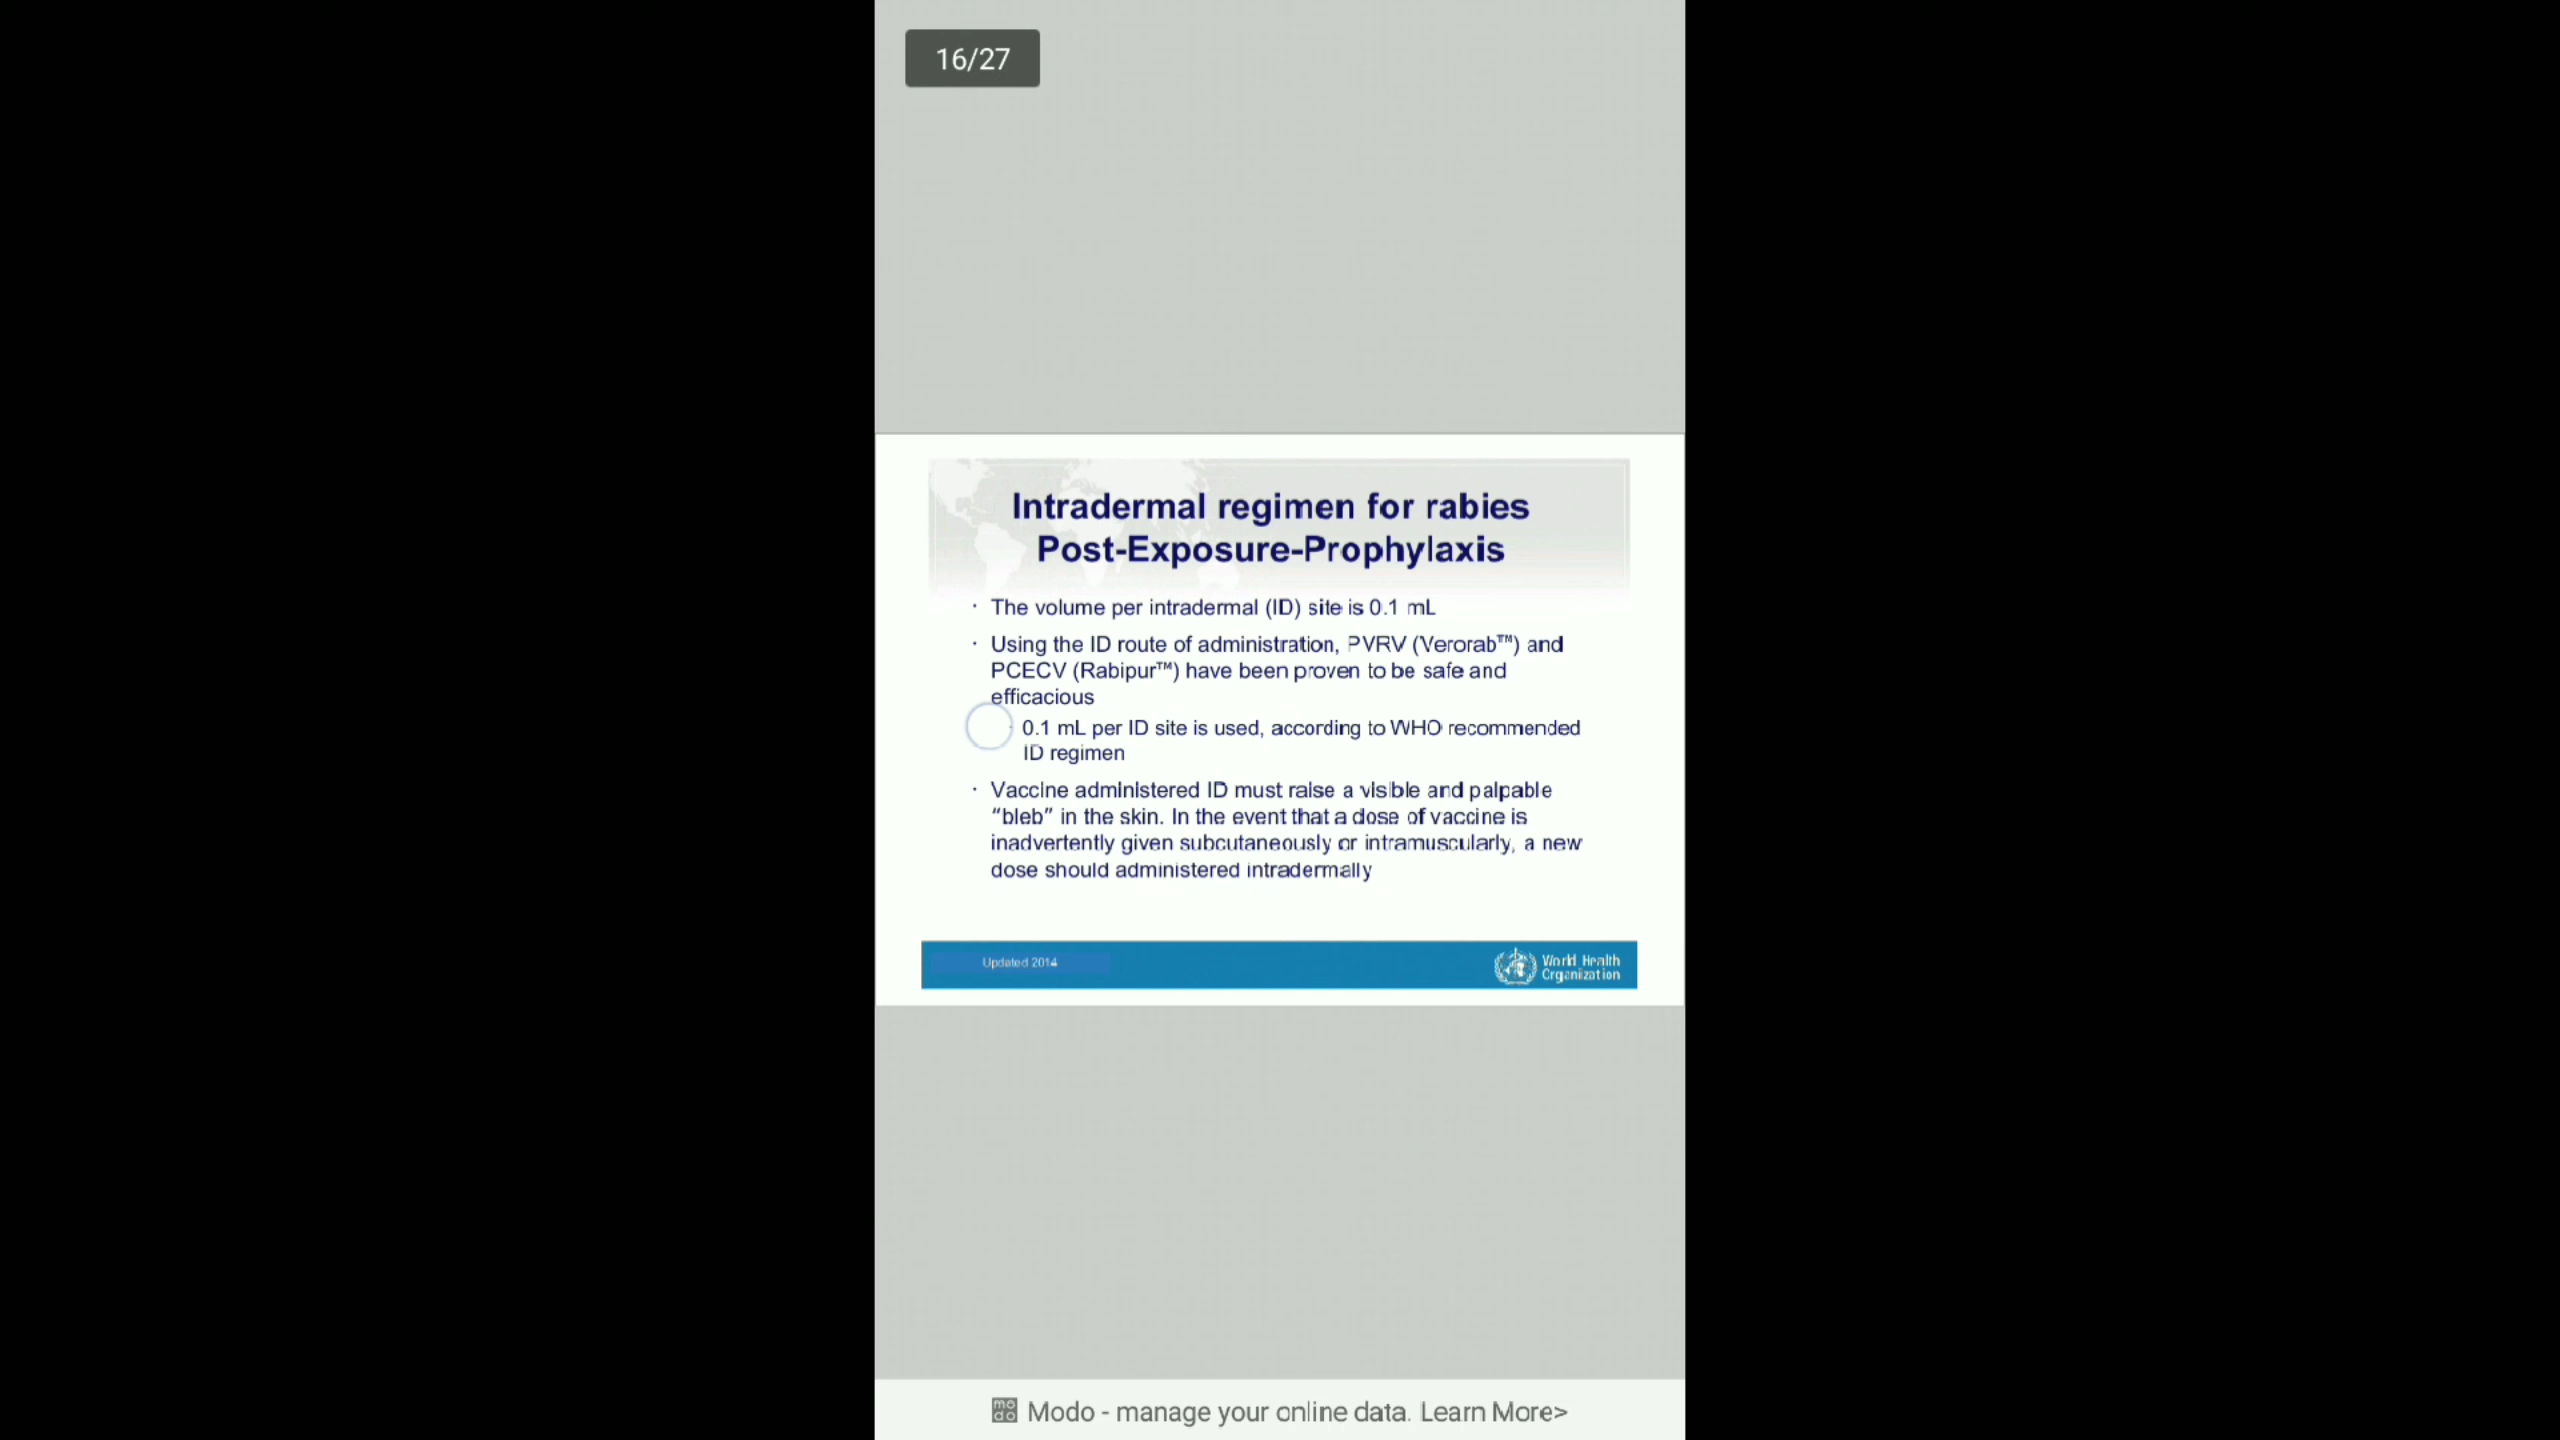 16/27
Intradermal regimen for rabies
Post-Exposure-Prophylaxis
· The volume per intradermal (ID) site is 0.1 mL
· Using the ID route of administration, PVRV (Verorab™) and
PCECV (Rabipur™) have been proven to be safe and
efficacious
· 0.1 mL per ID site is used, according to WHO recommended
ID regimen
· Vaccine administered ID must raise a visible and palpable
“bleb” in the skin. In the event that a dose of vaccine is
inadvertently given subcutaneously or intramuscularly, a new
dose should administered intradermally
Updated 2014
World Health
Organization
modo Modo - manage your online data. Learn More>